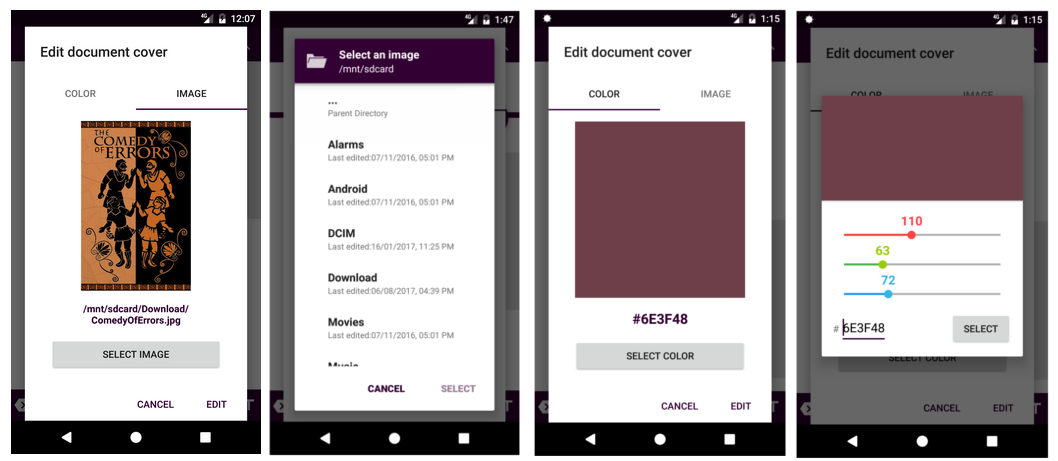 4G 12:07
Edit document cover
COLOR IMAGE
THE
COMEDY
OF ERRORS
/mnt/sdcard/Download/
ComedyOfErrors.jpg
SELECT IMAGE
CANCEL EDIT
4G 1:47
Select an image
/mnt/sdcard
...
Parent Directory
Alarms
Last edited:07/11/2016, 05:01 PM
Android
Last edited:07/11/2016, 05:01 PM
DCIM
Last edited:16/01/2017, 11:25 PM
Download
Last edited:06/08/2017, 04:39 PM
Movies
Last edited:07/11/2016, 05:01 PM
Music
CANCEL SELECT
4G 1:15
Edit document cover
COLOR IMAGE
#6E3F48
SELECT COLOR
CANCEL EDIT
4G 1:15
Edit document cover
COLOR IMAGE
110
63
72
# 6E3F48 SELECT
SELECT COLOR
CANCEL EDIT